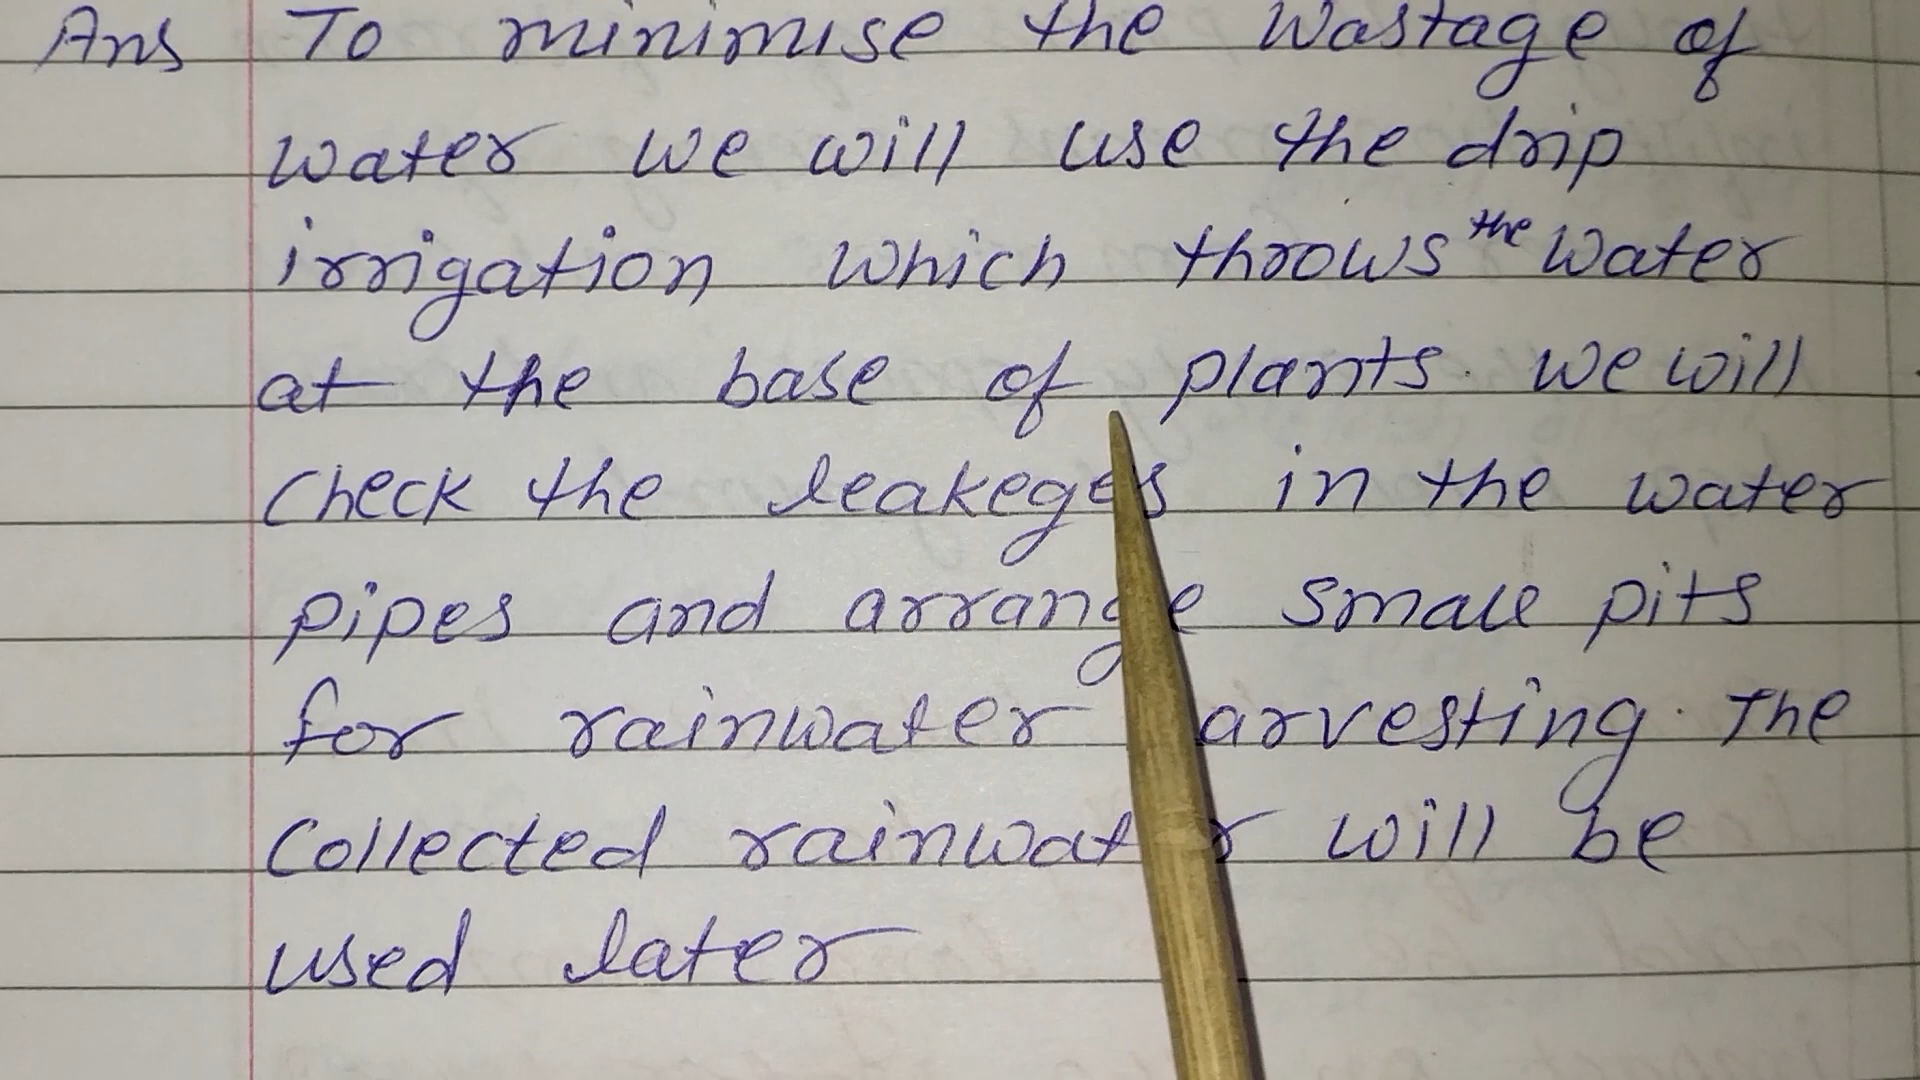 Ans To minimise the wastage of
water we will use the drip
irrigation which throws the water
at the base of plants. we will
check the leakeges in the water
pipes and arrange small pits
for rainwater arvesting. The
collected rainwat r will be
used later